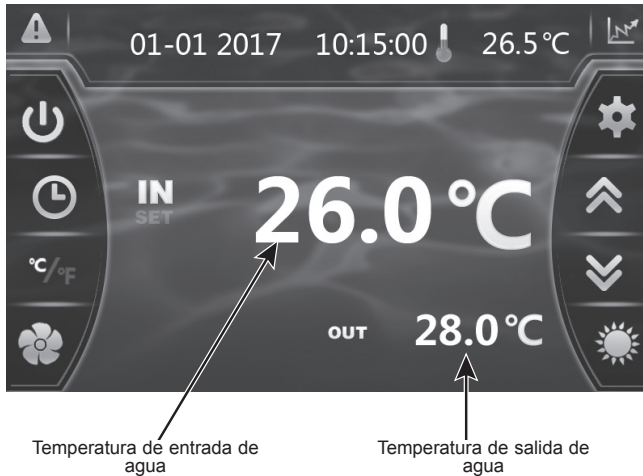 01-01 2017 10:15:00 26.5°C
IN 26.0°C
SET
°C/°F
OUT 28.0°C
Temperatura de entrada de
agua
Temperatura de salida de
agua